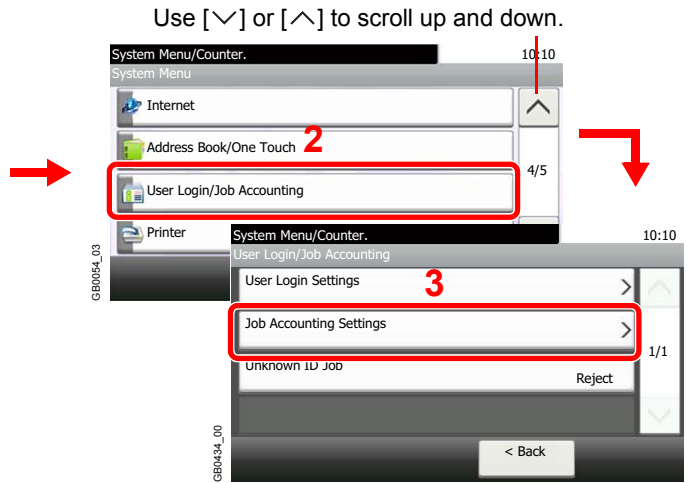 Use [∨] or [∧] to scroll up and down.
System Menu/Counter.
10:10
System Menu
Internet
Address Book/One Touch
2
4/5
User Login/Job Accounting
Printer
GB0054_03
System Menu/Counter.
10:10
User Login/Job Accounting
User Login Settings
3
Job Accounting Settings
1/1
Unknown ID Job
Reject
< Back
GB0434_00